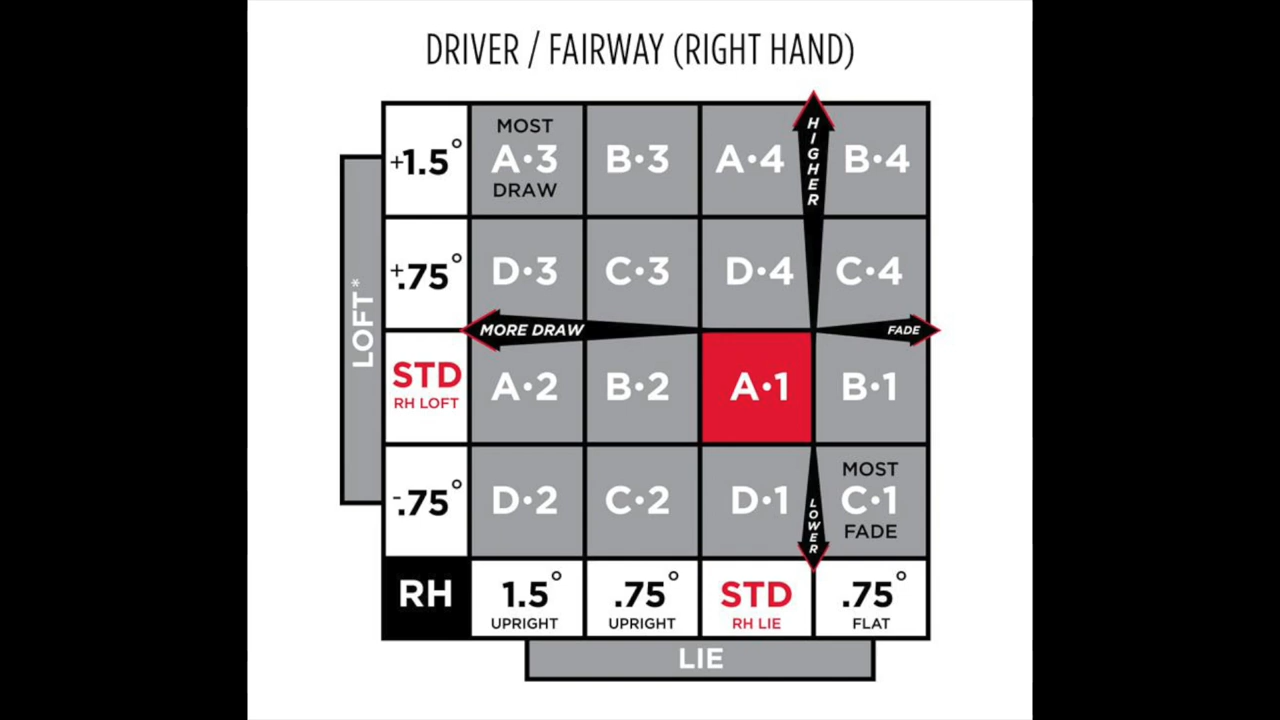 DRIVER / FAIRWAY (RIGHT HAND)
LOFT*
+1.5°
MOST
A•3
DRAW
B•3
A•4
HIGHER
B•4
+.75°
D•3
C•3
D•4
C•4
MORE DRAW
FADE
STD
RH LOFT
A•2
B•2
A•1
B•1
-.75°
D•2
C•2
D•1
LOWER
MOST
C•1
FADE
RH
1.5°
UPRIGHT
.75°
UPRIGHT
STD
RH LIE
.75°
FLAT
LIE